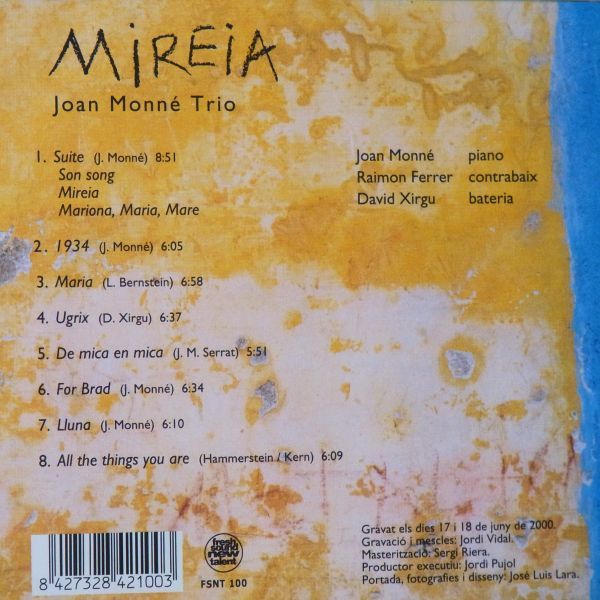 MiREiA
Joan Monné Trio
1. Suite (J. Monné) 8:51
Son song
Mireia
Mariona, Maria, Mare
2. 1934 (J. Monné) 6:05
3. Maria (L. Bernstein) 6:58
4. Ugrix (D. Xirgu) 6:37
5. De mica en mica (J. M. Serrat) 5:51
6. For Brad (J. Monné) 6:34
7. Lluna (J. Monné) 6:10
8. All the things you are (Hammerstein / Kern) 6:09
Joan Monné piano
Raimon Ferrer contrabaix
David Xirgu bateria
8 427328 421003
fresh sound new talent
FSNT 100
Gravat els dies 17 i 18 de juny de 2000.
Gravació i mescles: Jordi Vidal.
Masterització: Sergi Riera.
Productor executiu: Jordi Pujol
Portada, fotografies i disseny: José Luis Lara.